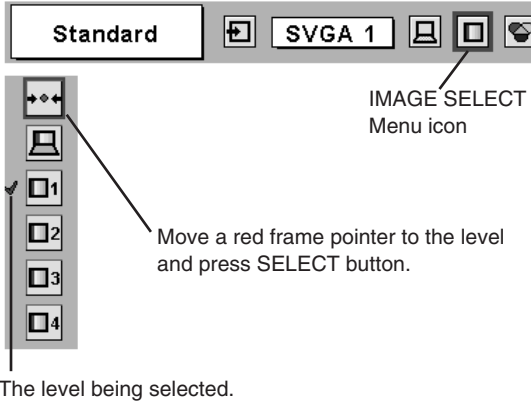 Standard
SVGA 1
IMAGE SELECT
Menu icon
1
2
3
4
Move a red frame pointer to the level
and press SELECT button.
The level being selected.